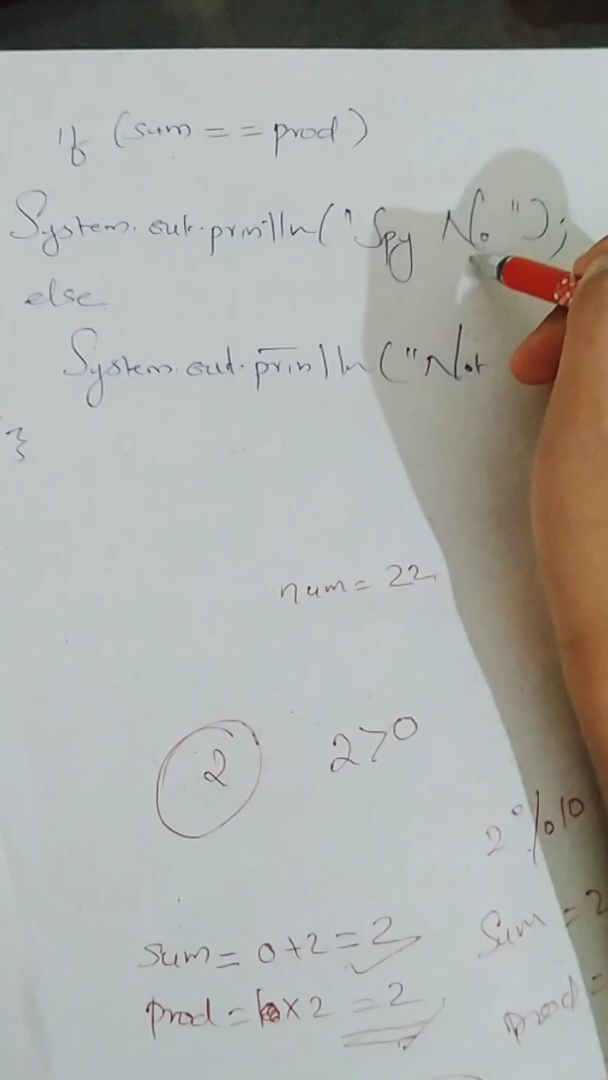 if (sum == prod)
System.out.println("Spy No");
else
System.out.println("Not
}
num = 22
2 2>0
2%10
sum = 0+2 = 2
Sum = 2
prod = x2 = 2
prod =